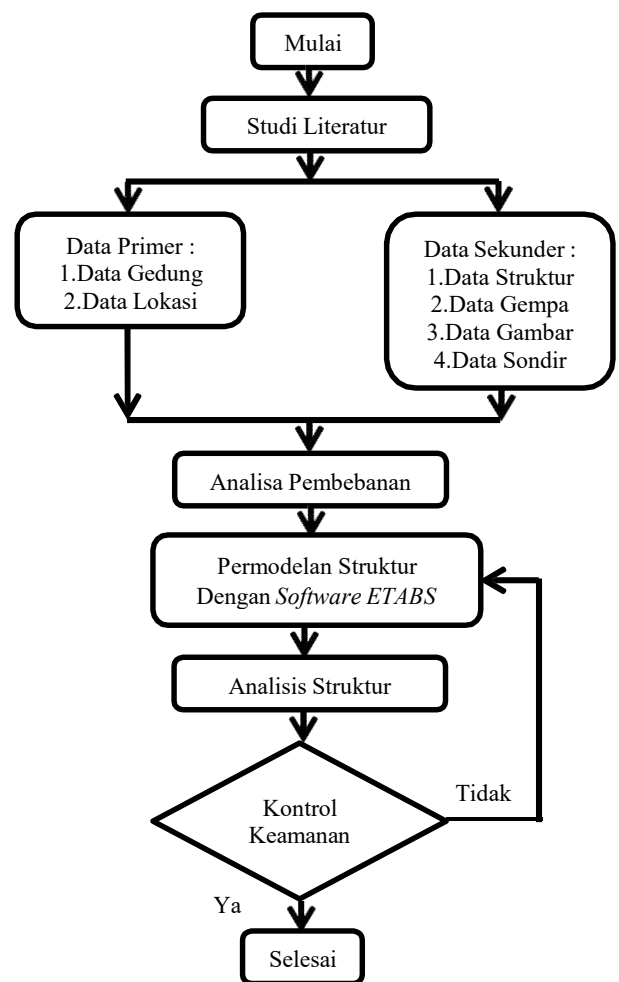 Mulai
Studi Literatur
Data Primer :
1.Data Gedung
2.Data Lokasi
Data Sekunder :
1.Data Struktur
2.Data Gempa
3.Data Gambar
4.Data Sondir
Analisa Pembebanan
Permodelan Struktur
Dengan Software ETABS
Analisis Struktur
Kontrol
Keamanan
Tidak
Ya
Selesai